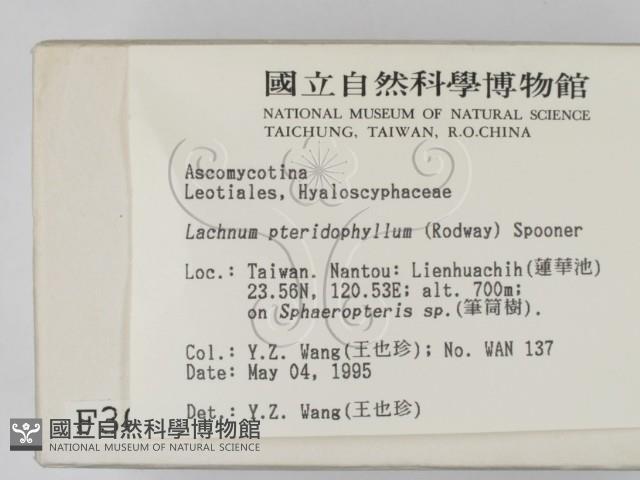 國立自然科學博物館
NATIONAL MUSEUM OF NATURAL SCIENCE
TAICHUNG, TAIWAN, R.O.CHINA
Ascomycotina
Leotiales, Hyaloscyphaceae
Lachnum pteridophyllum (Rodway) Spooner
Loc.: Taiwan. Nantou: Lienhuachih(蓮華池)
23.56N, 120.53E; alt. 700m;
on Sphaeropteris sp.(筆筒樹).
Col.: Y.Z. Wang(王也珍); No. WAN 137
Date: May 04, 1995
Det.: Y.Z. Wang(王也珍)
國立自然科學博物館
NATIONAL MUSEUM OF NATURAL SCIENCE